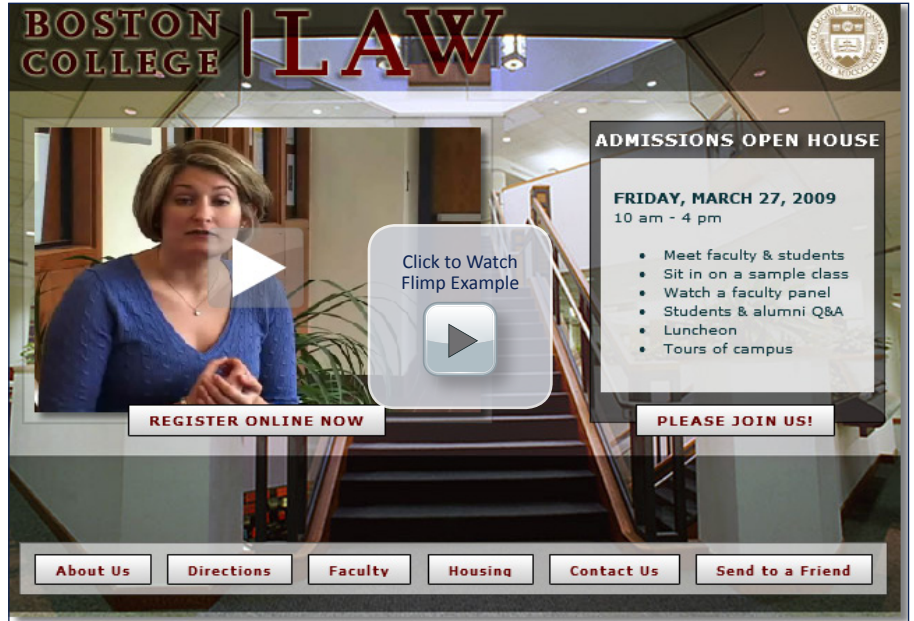 BOSTON
COLLEGE
LAW
ADMISSIONS OPEN HOUSE
FRIDAY, MARCH 27, 2009
10 am - 4 pm
• Meet faculty & students
• Sit in on a sample class
• Watch a faculty panel
• Students & alumni Q&A
• Luncheon
• Tours of campus
Click to Watch
Flimp Example
REGISTER ONLINE NOW
PLEASE JOIN US!
About Us
Directions
Faculty
Housing
Contact Us
Send to a Friend